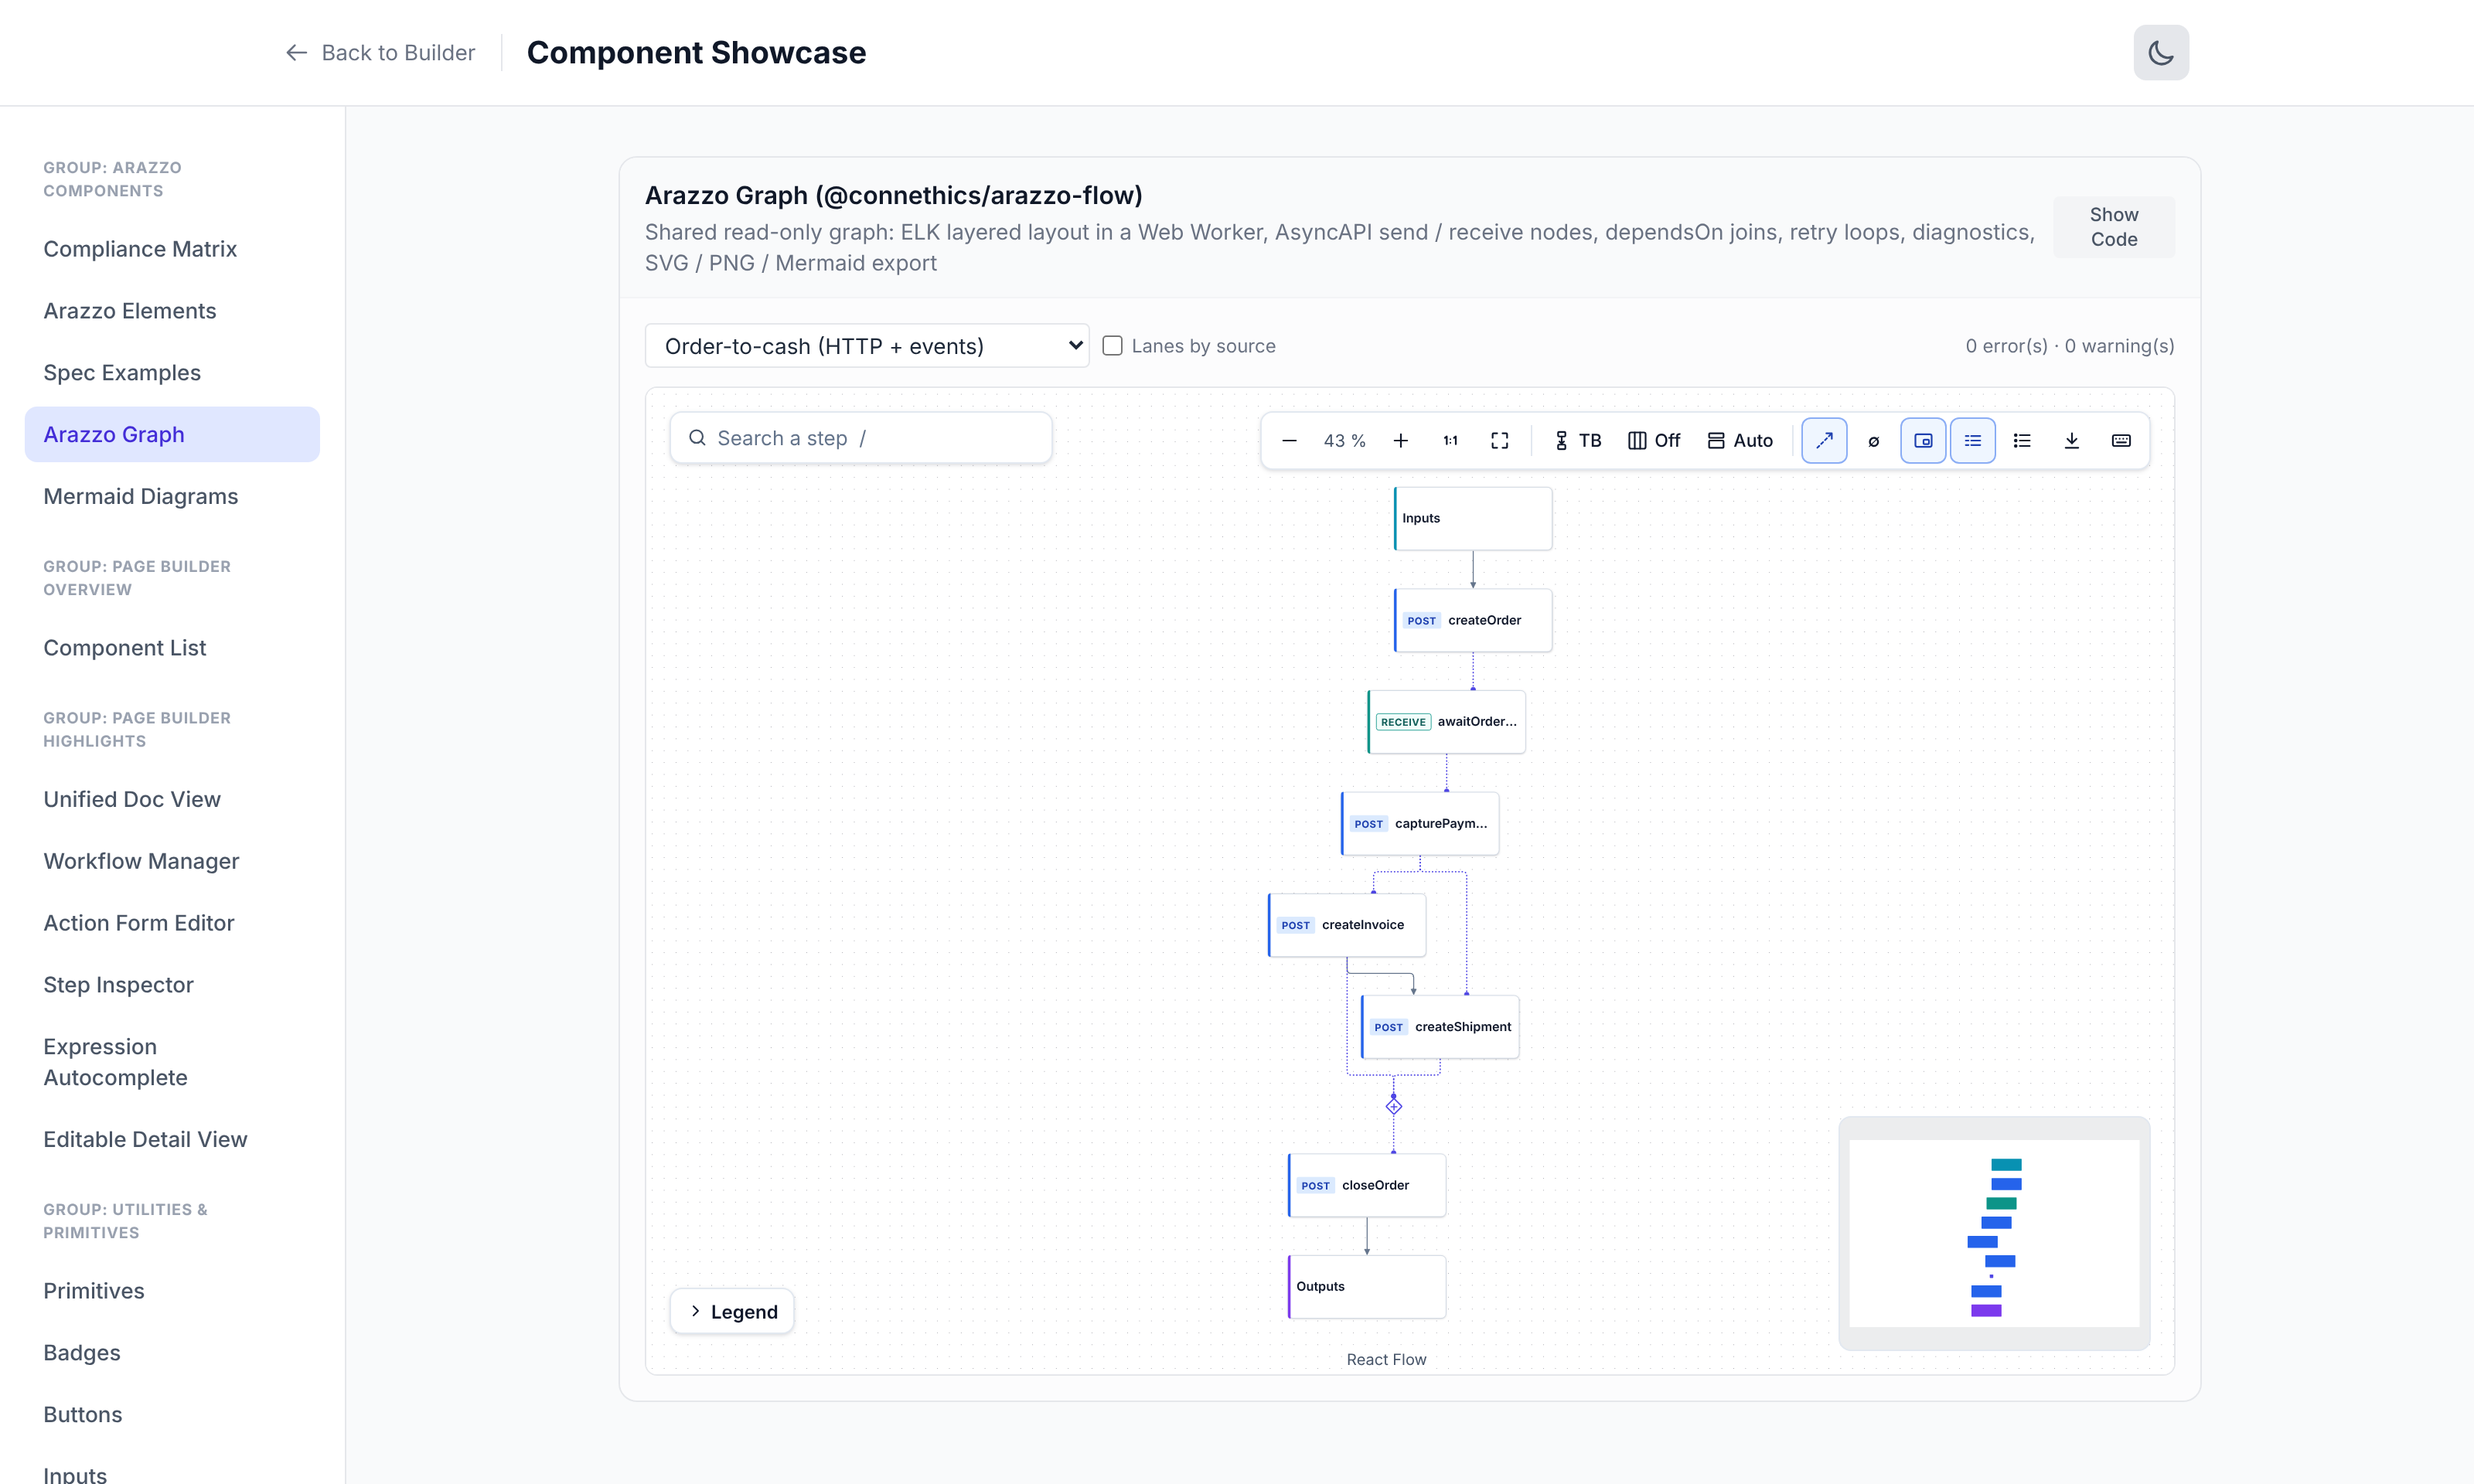 Back to Builder
Component Showcase
GROUP: ARAZZO
COMPONENTS
Compliance Matrix
Arazzo Elements
Spec Examples
Arazzo Graph
Mermaid Diagrams
GROUP: PAGE BUILDER
OVERVIEW
Component List
GROUP: PAGE BUILDER
HIGHLIGHTS
Unified Doc View
Workflow Manager
Action Form Editor
Step Inspector
Expression
Autocomplete
Editable Detail View
GROUP: UTILITIES &
PRIMITIVES
Primitives
Badges
Buttons
Inputs
Arazzo Graph (@connethics/arazzo-flow)
Shared read-only graph: ELK layered layout in a Web Worker, AsyncAPI send / receive nodes, dependsOn joins, retry loops, diagnostics,
SVG / PNG / Mermaid export
Show
Code
Order-to-cash (HTTP + events)
Lanes by source
0 error(s) · 0 warning(s)
Search a step /
43 %
1:1
TB
Off
Auto
Inputs
POST createOrder
RECEIVE awaitOrder...
POST capturePaym...
POST createInvoice
POST createShipment
POST closeOrder
Outputs
Legend
React Flow